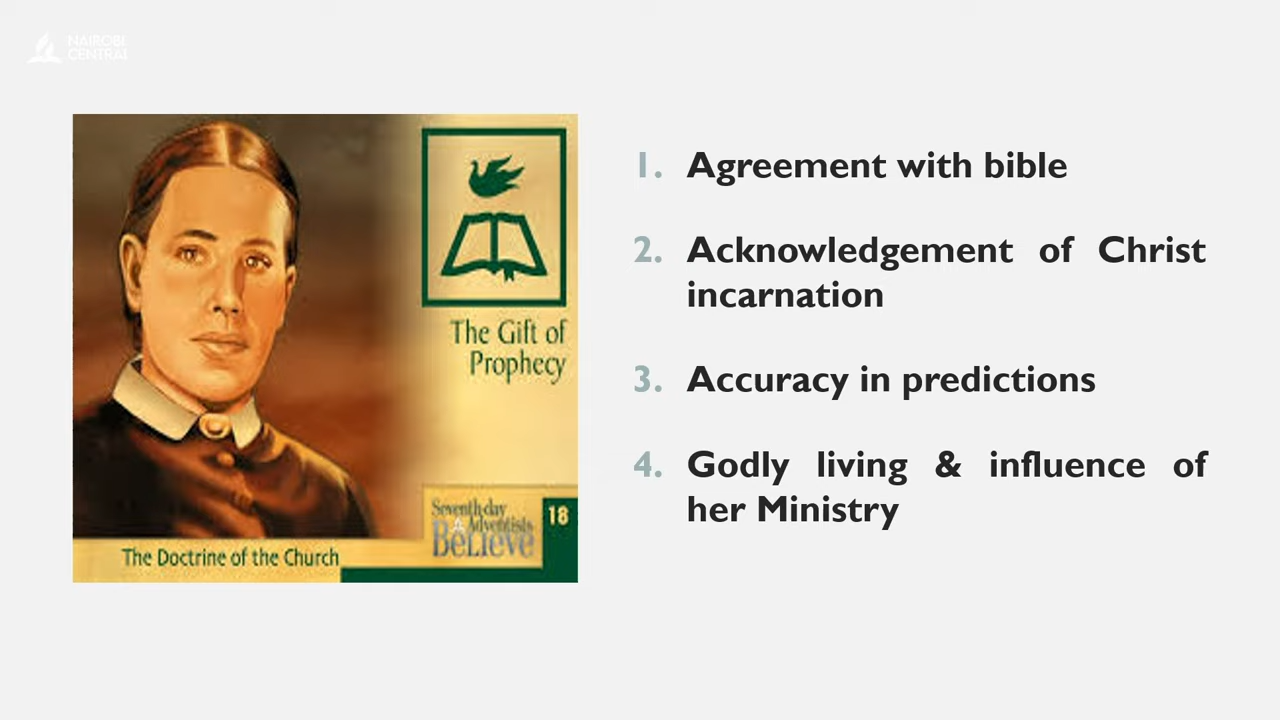 NAIROBI
CENTRAL
The Gift of
Prophecy
Seventh-day
Adventists
Believe
18
The Doctrine of the Church
1. Agreement with bible
2. Acknowledgement of Christ
incarnation
3. Accuracy in predictions
4. Godly living & influence of
her Ministry